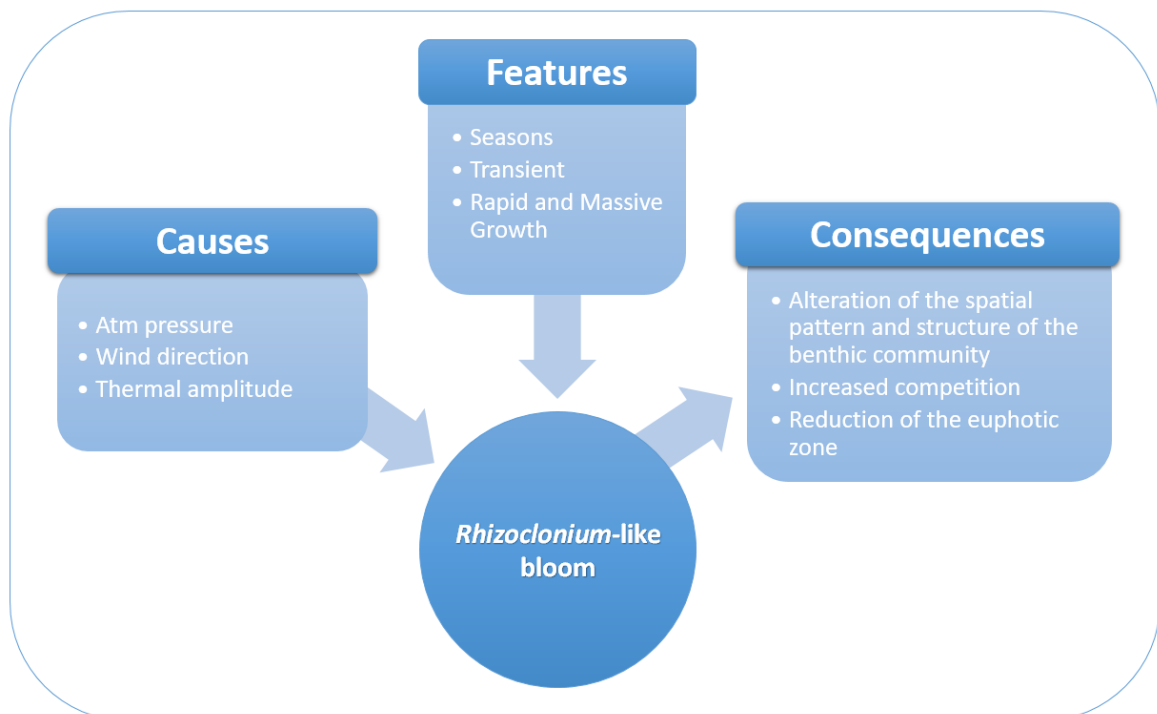 Features
• Seasons
• Transient
• Rapid and Massive
Growth
Causes
• Atm pressure
• Wind direction
• Thermal amplitude
Consequences
• Alteration of the spatial
pattern and structure of the
benthic community
• Increased competition
• Reduction of the euphotic
zone
Rhizoclonium-like
bloom